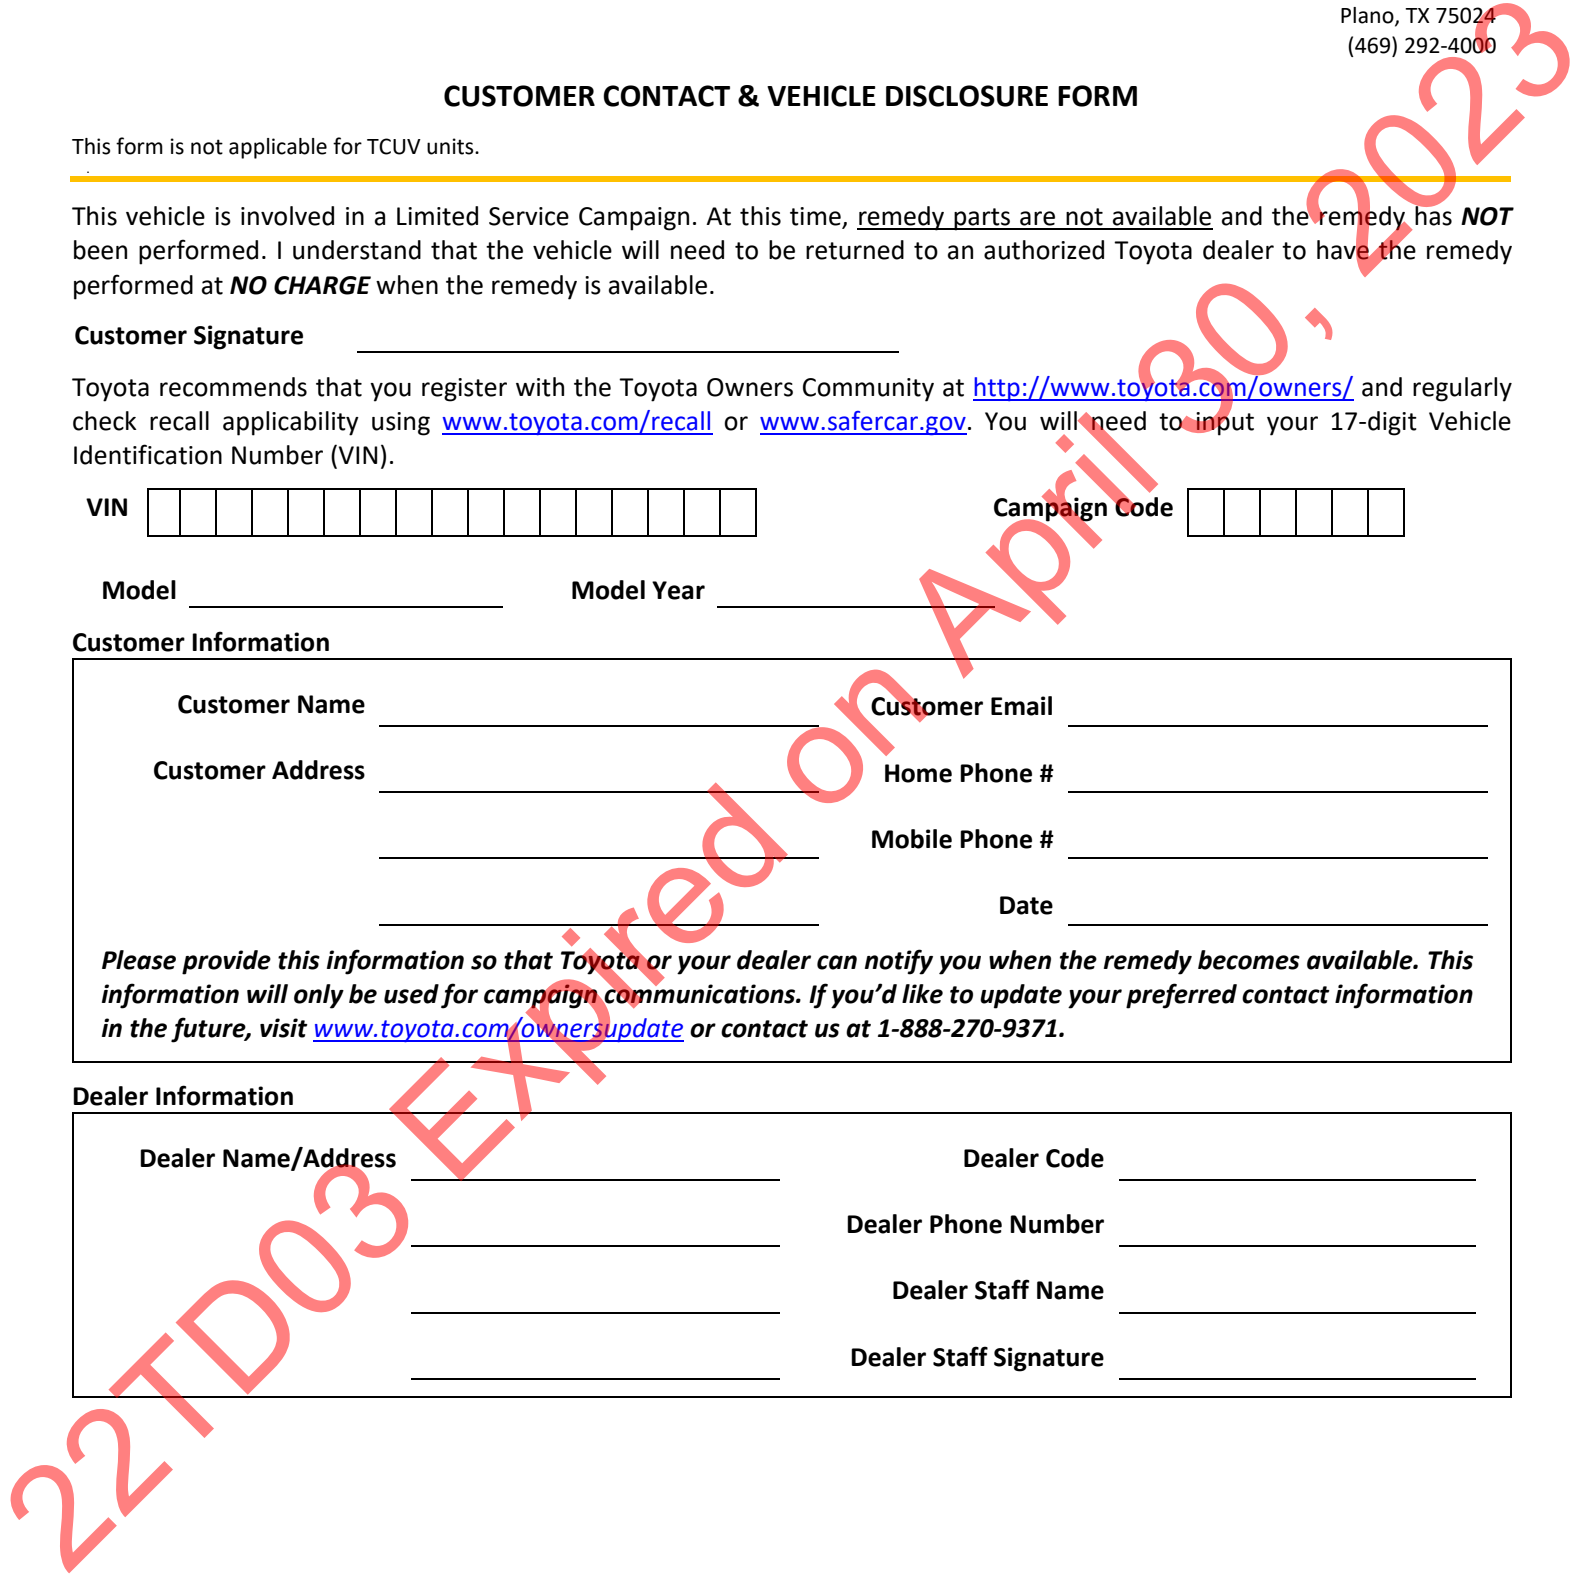 Plano, TX 75024
(469) 292-4000
CUSTOMER CONTACT & VEHICLE DISCLOSURE FORM
This form is not applicable for TCUV units.
This vehicle is involved in a Limited Service Campaign. At this time, remedy parts are not available and the remedy has NOT
been performed. I understand that the vehicle will need to be returned to an authorized Toyota dealer to have the remedy
performed at NO CHARGE when the remedy is available.
Customer Signature
Toyota recommends that you register with the Toyota Owners Community at http://www.toyota.com/owners/ and regularly
check recall applicability using www.toyota.com/recall or www.safercar.gov. You will need to input your 17-digit Vehicle
Identification Number (VIN).
VIN Campaign Code
Model Model Year
Customer Information
Customer Name Customer Email
Customer Address Home Phone #
Mobile Phone #
Date
Please provide this information so that Toyota or your dealer can notify you when the remedy becomes available. This
information will only be used for campaign communications. If you’d like to update your preferred contact information
in the future, visit www.toyota.com/ownersupdate or contact us at 1-888-270-9371.
Dealer Information
Dealer Name/Address Dealer Code
Dealer Phone Number
Dealer Staff Name
Dealer Staff Signature
22TD03 Expired on April 30, 2023